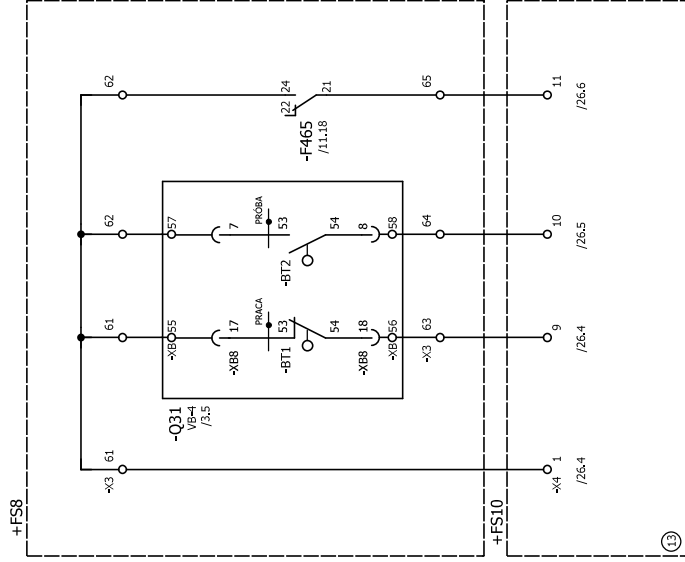 +FS8
62
24
22
21
-F465
/11.18
65
11
/26.6
62
57
7
PRÓBA
53
-BT2
54
8
58
64
10
/26.5
61
-XB
55
17
-XB8
PRACA
53
-BT1
54
18
-XB8
-XB
56
63
-X3
9
/26.4
-Q31
VB-4
/3.5
61
-X3
+FS10
1
-X4
/26.4
13